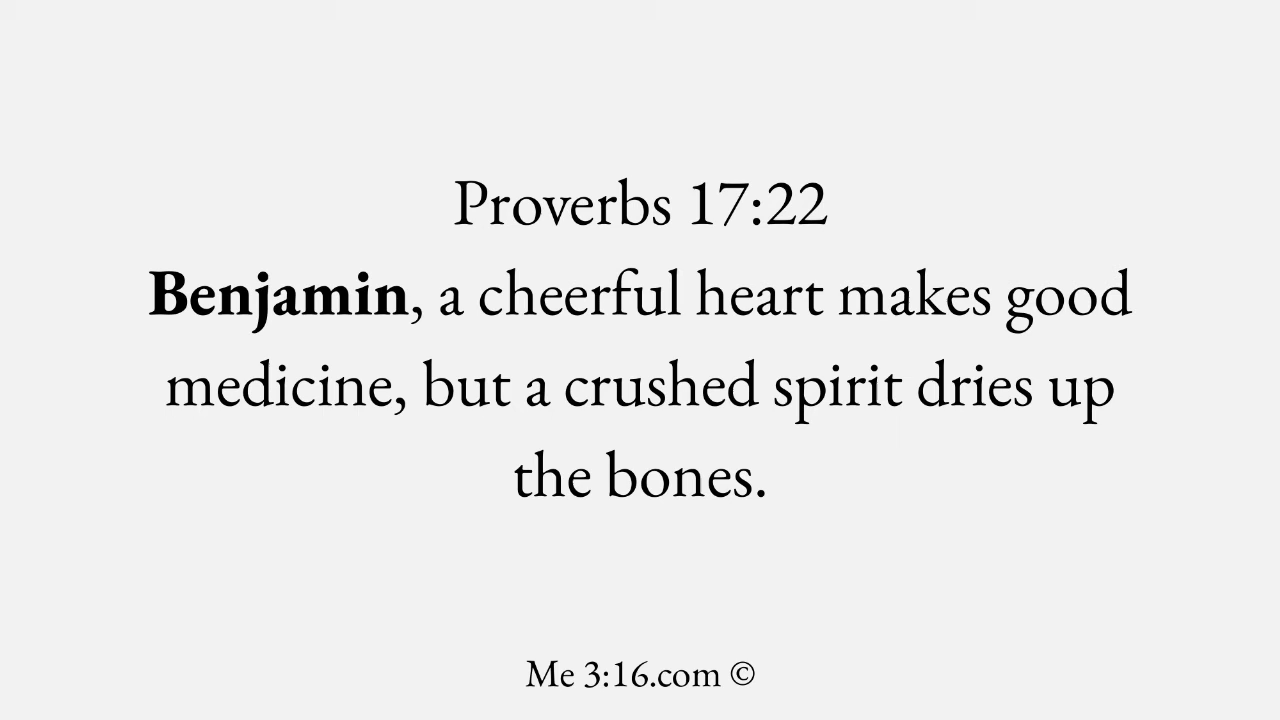 Proverbs 17:22
Benjamin, a cheerful heart makes good
medicine, but a crushed spirit dries up
the bones.
Me 3:16.com ©